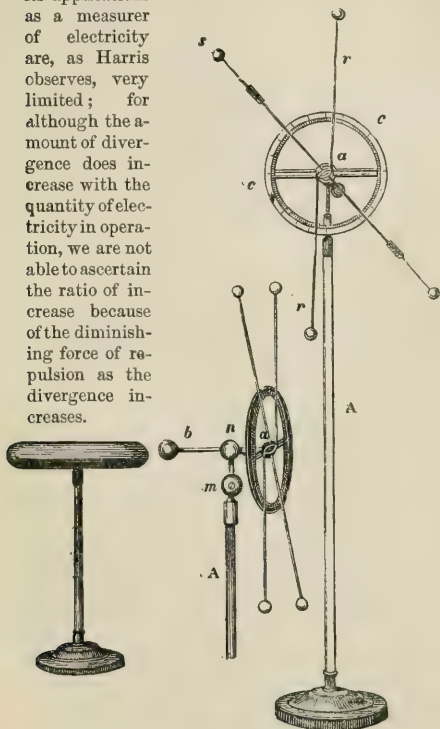 as a measurer
of electricity
are, as Harris
observes, very
limited; for
although the a-
mount of diver-
gence does in-
crease with the
quantity of elec-
tricity in opera-
tion, we are not
able to ascertain
the ratio of in-
crease because
of the diminish-
ing force of re-
pulsion as the
divergence in-
creases.
s
r
c
a
c
r
A
b
n
a
m
A